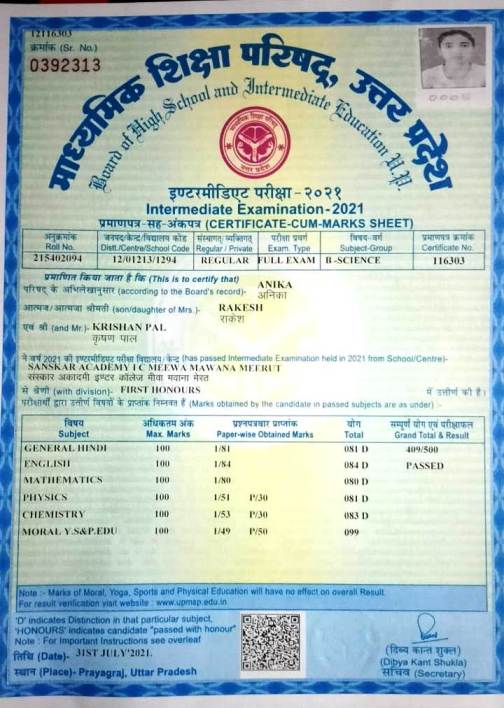 12116303
क्रमांक (Sr. No.)
0392313
माध्यमिक शिक्षा परिषद्, उत्तर प्रदेश
Board of High School and Intermediate Education U.P.
इण्टरमीडिएट परीक्षा - २०२१
Intermediate Examination-2021
प्रमाणपत्र-सह-अंकपत्र (CERTIFICATE-CUM-MARKS SHEET)
अनुक्रमांक जनपद/केन्द्र/विद्यालय कोड संस्थागत/व्यक्तिगत परीक्षा प्रवर्ग विषय-वर्ग प्रमाणपत्र क्रमांक
Roll No. Distt./Centre/School Code Regular / Private Exam. Type Subject-Group Certificate No.
215402094 12/01213/1294 REGULAR FULL EXAM B -SCIENCE 116303
प्रमाणित किया जाता है कि (This is to certify that)
परिषद् के अभिलेखानुसार (according to the Board's record)- ANIKA
अनिका
आत्मज/आत्मजा श्रीमती (son/daughter of Mrs.)- RAKESH
राकेश
एवं श्री (and Mr.)- KRISHAN PAL
कृष्ण पाल
ने वर्ष 2021 की इण्टरमीडिएट परीक्षा विद्यालय/केन्द्र (has passed Intermediate Examination held in 2021 from School/Centre)-
SANSKAR ACADEMY I C MEEWA MAWANA MEERUT
संस्कार अकादमी इण्टर कॉलेज मीवा मवाना मेरठ
में श्रेणी (with division)- FIRST HONOURS में उत्तीर्ण की है।
परीक्षार्थी द्वारा उत्तीर्ण विषयों के प्राप्तांक निम्नवत हैं (Marks obtained by the candidate in passed subjects are as under) :-
विषय अधिकतम अंक प्रश्नपत्रवार प्राप्तांक योग सम्पूर्ण योग एवं परीक्षाफल
Subject Max. Marks Paper-wise Obtained Marks Total Grand Total & Result
GENERAL HINDI 100 1/81 081 D 409/500
ENGLISH 100 1/84 084 D PASSED
MATHEMATICS 100 1/80 080 D
PHYSICS 100 1/51 P/30 081 D
CHEMISTRY 100 1/53 P/30 083 D
MORAL Y.S&P.EDU 100 1/49 P/50 099
Note :- Marks of Moral, Yoga, Sports and Physical Education will have no effect on overall Result.
For result verification visit website : www.upmsp.edu.in
'D' indicates Distinction in that particular subject,
'HONOURS' indicates candidate "passed with honour"
Note : For Important Instructions see overleaf
तिथि (Date)- 31ST JULY'2021.
स्थान (Place)- Prayagraj, Uttar Pradesh
(दिव्य कान्त शुक्ल)
(Dibya Kant Shukla)
सचिव (Secretary)